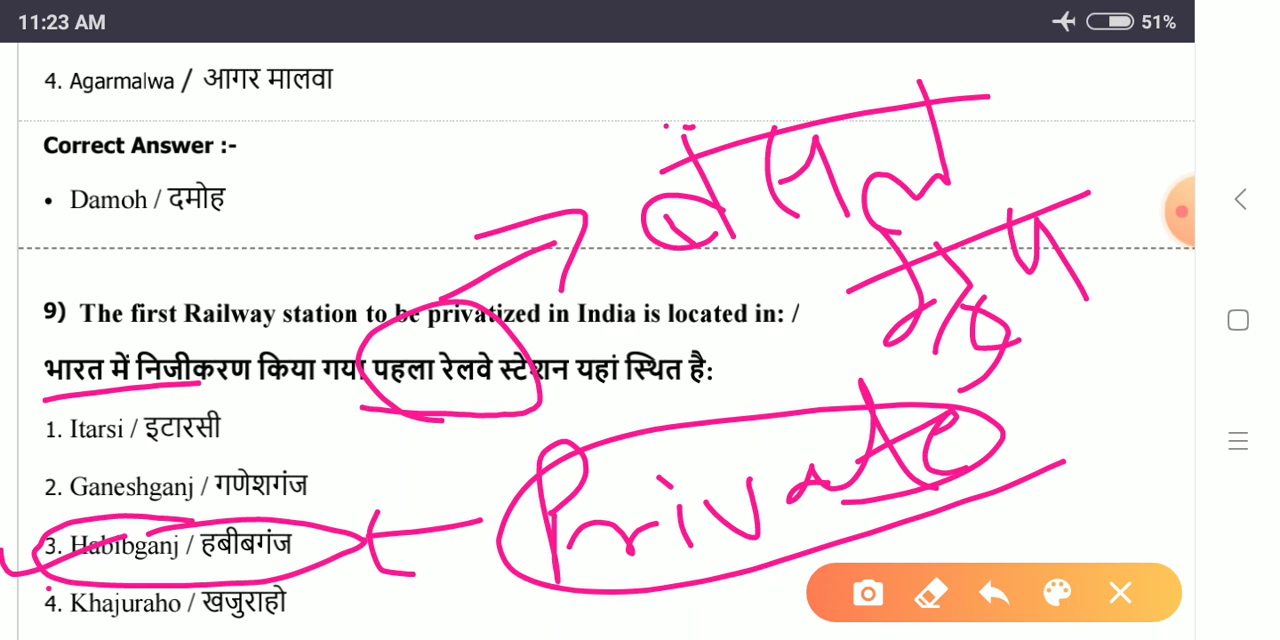 11:23 AM 51%
4. Agarmalwa / आगर मालवा
Correct Answer :-
• Damoh / दमोह
9) The first Railway station to be privatized in India is located in: /
भारत में निजीकरण किया गया पहला रेलवे स्टेशन यहां स्थित है:
1. Itarsi / इटारसी
2. Ganeshganj / गणेशगंज
3. Habibganj / हबीबगंज
4. Khajuraho / खजुराहो
Private